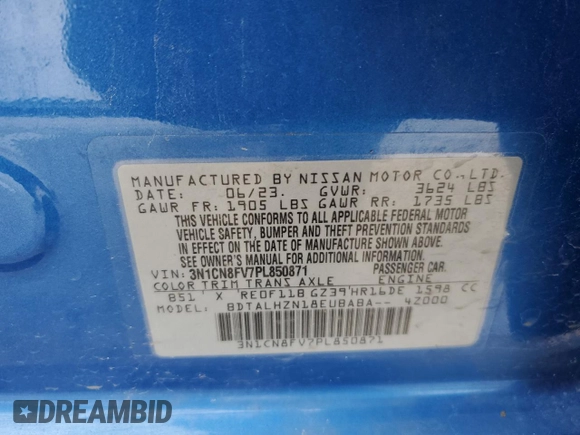 MANUFACTURED BY NISSAN MOTOR CO.,LTD.
DATE: 06/23. GVWR: 3624 LBS
GAWR FR: 1905 LBS GAWR RR: 1735 LBS
THIS VEHICLE CONFORMS TO ALL APPLICABLE FEDERAL MOTOR
VEHICLE SAFETY, BUMPER AND THEFT PREVENTION STANDARDS
IN EFFECT ON THE DATE OF MANUFACTURE SHOWN ABOVE.
SEE OWNER'S MANUAL FOR ADDITIONAL INFORMATION.
VIN: 3N1CN8FV7PL850871 PASSENGER CAR.
COLOR TRIM TRANS AXLE ENGINE
B51' X 'RE0F11B GZ39'HR16DE 1598 CC
BDTALHZN18EUBABA-- 4Z000
3N1CN8FV7PL850871
DREAMBID